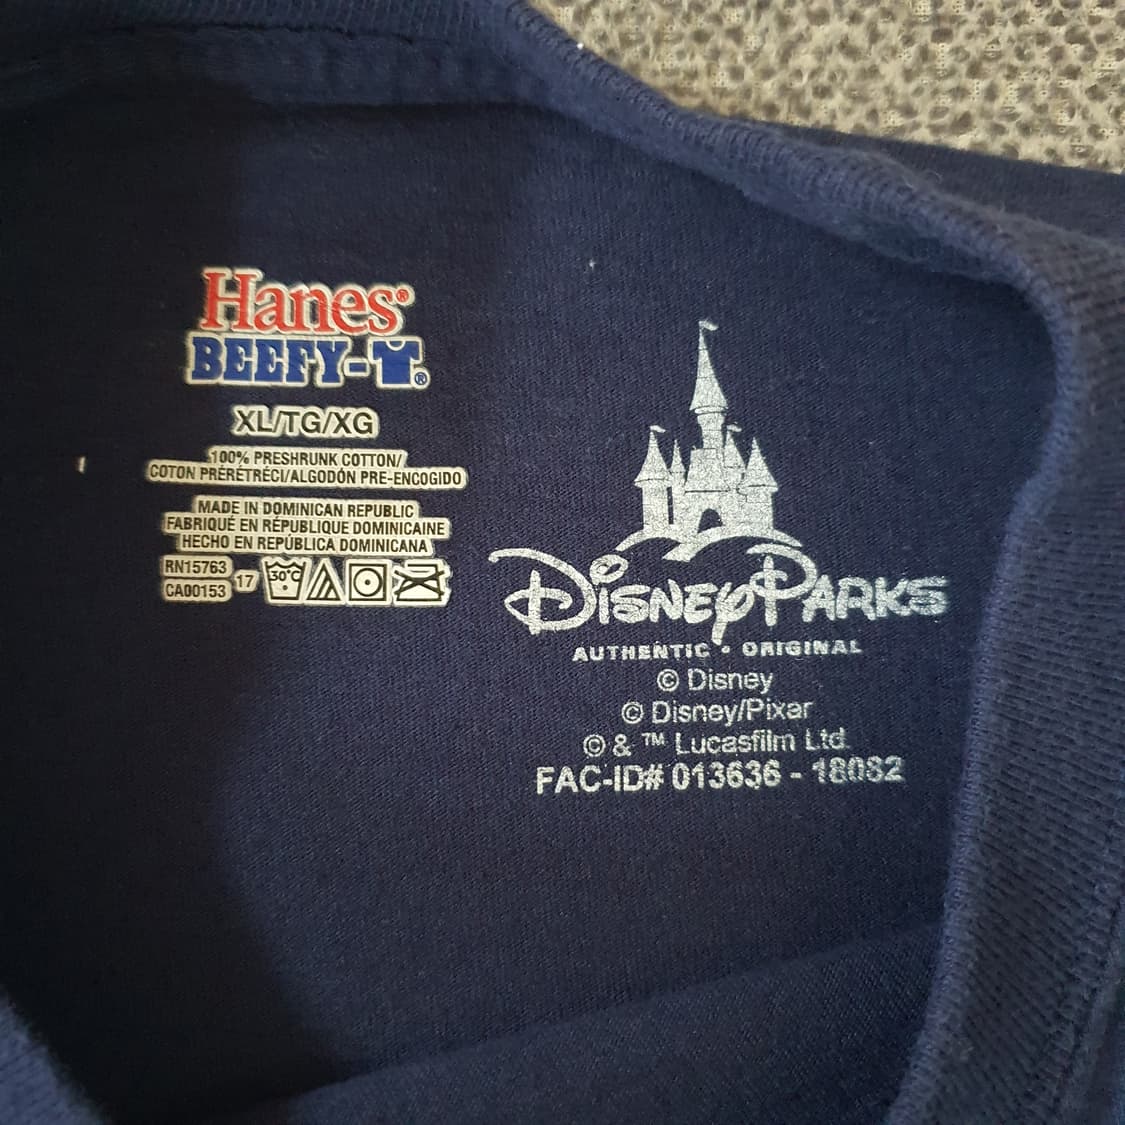 Hanes®
BEEFY-T®
XL/TG/XG
100% PRESHRUNK COTTON/
COTON PRÉRÉTRÉCI/ALGODÓN PRE-ENCOGIDO
MADE IN DOMINICAN REPUBLIC
FABRIQUÉ EN RÉPUBLIQUE DOMINICAINE
HECHO EN REPÚBLICA DOMINICANA
RN15763
CA00153
17
30°C
Disney Parks
AUTHENTIC • ORIGINAL
© Disney
© Disney/Pixar
© & ™ Lucasfilm Ltd.
FAC-ID# 013636 - 18082